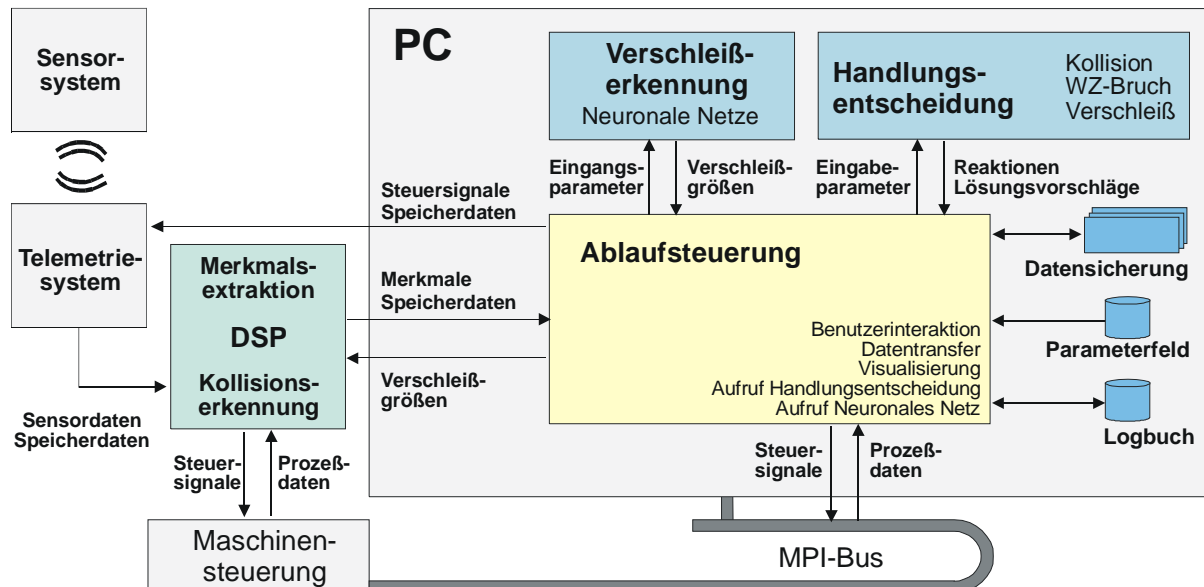 Sensor-
system
Telemetrie-
system
Sensordaten
Speicherdaten
Merkmals-
extraktion
DSP
Kollisions-
erkennung
Steuer-
signale
Prozeß-
daten
Maschinen-
steuerung
PC
Verschleiß-
erkennung
Neuronale Netze
Handlungs-
entscheidung
Kollision
WZ-Bruch
Verschleiß
Eingangs-
parameter
Verschleiß-
größen
Eingabe-
parameter
Reaktionen
Lösungsvorschläge
Steuersignale
Speicherdaten
Merkmale
Speicherdaten
Verschleiß-
größen
Ablaufsteuerung
Benutzerinteraktion
Datentransfer
Visualisierung
Aufruf Handlungsentscheidung
Aufruf Neuronales Netz
Datensicherung
Parameterfeld
Logbuch
Steuer-
signale
Prozeß-
daten
MPI-Bus